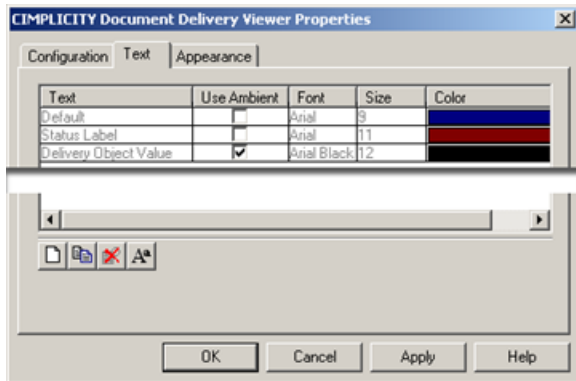 CIMPLICITY Document Delivery Viewer Properties
Configuration Text Appearance
Text Use Ambient Font Size Color
Default Arial 9
Status Label Arial 11
Delivery Object Value Arial Black 12
Aa
OK Cancel Apply Help